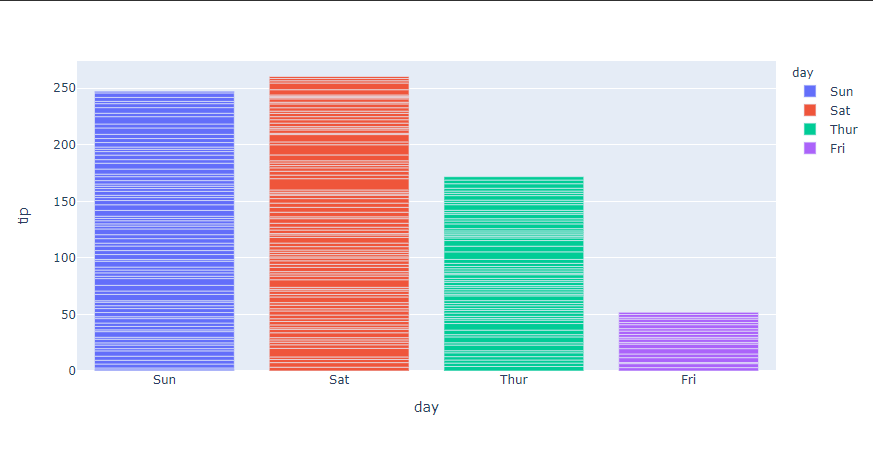 day
Sun
Sat
Thur
Fri
250
200
150
100
50
0
tip
Sun Sat Thur Fri
day